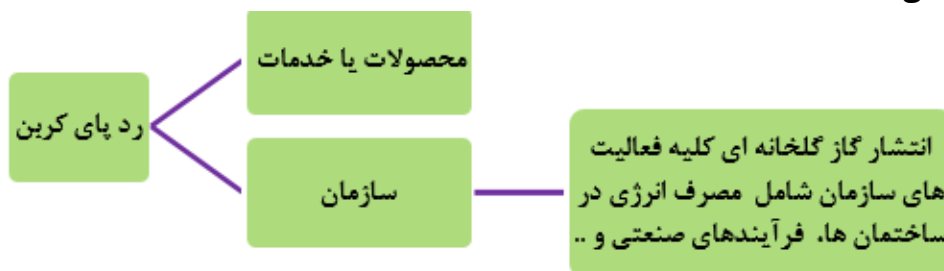 محصولات یا خدمات
رد پای کربن
سازمان
انتشار گاز گلخانه ای کلیه فعالیت
های سازمان شامل مصرف انرژی در
ساختمان ها، فرآیندهای صنعتی و ..